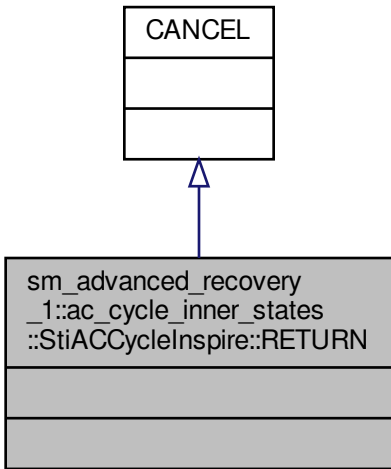 CANCEL
sm_advanced_recovery
_1::ac_cycle_inner_states
::StiACCycleInspire::RETURN